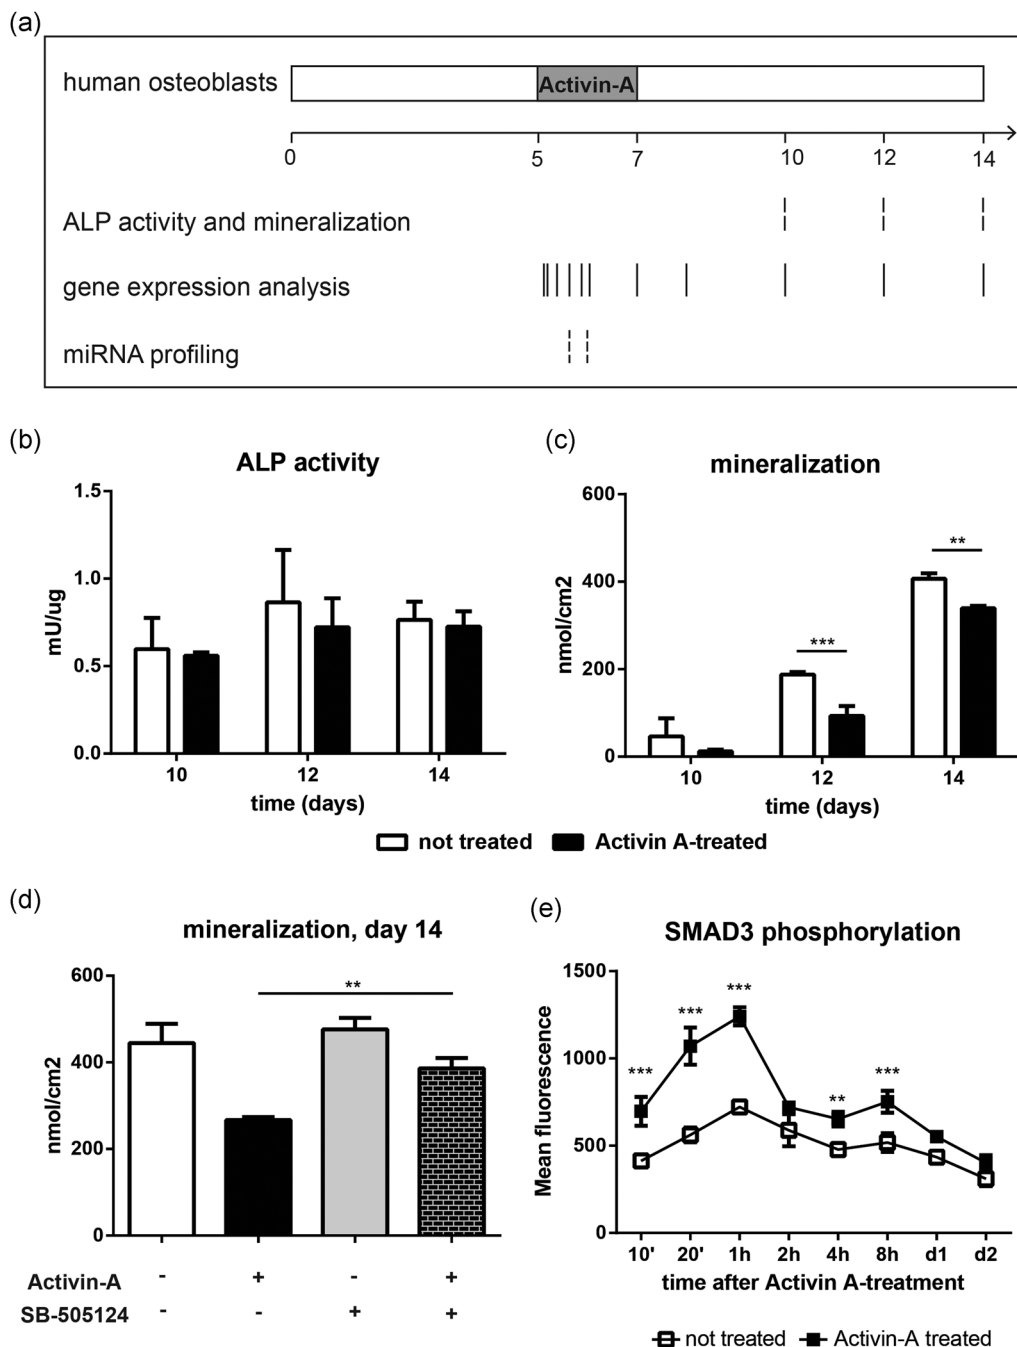 (a)
human osteoblasts
Activin-A
0 5 7 10 12 14
ALP activity and mineralization
gene expression analysis
miRNA profiling
(b)
ALP activity
1.5
1.0
0.5
0.0
mU/ug
10 12 14
time (days)
(c)
mineralization
600
400
200
0
nmol/cm2
**
***
10 12 14
time (days)
not treated Activin A-treated
(d)
mineralization, day 14
600
400
200
0
nmol/cm2
**
Activin-A - + - +
SB-505124 - - + +
(e)
SMAD3 phosphorylation
1500
1000
500
0
Mean fluorescence
*** *** *** ** ***
10' 20' 1h 2h 4h 8h d1 d2
time after Activin A-treatment
not treated Activin-A treated